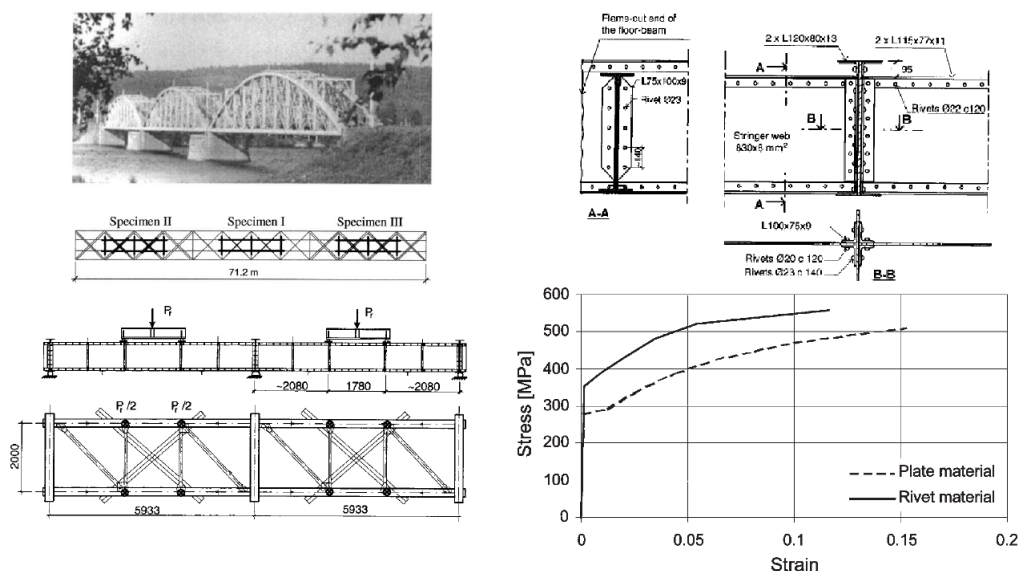 Specimen II
Specimen I
Specimen III
71.2 m
Pr
Pr
~2080
1780
~2080
Pr/2
Pr/2
2000
5933
5933
Flame-cut end of
the floor-beam
2 x L120x80x13
2 x L115x77x11
A
95
L75x100x9
Rivet Ø23
Rivets Ø22 c120
B
B
Stringer web
830x8 mm²
~140
A
A-A
L100x75x9
Rivets Ø20 c 120
Rivets Ø23 c 140
B-B
600
500
400
300
200
100
0
Stress [MPa]
Plate material
Rivet material
0
0.05
0.1
0.15
0.2
Strain